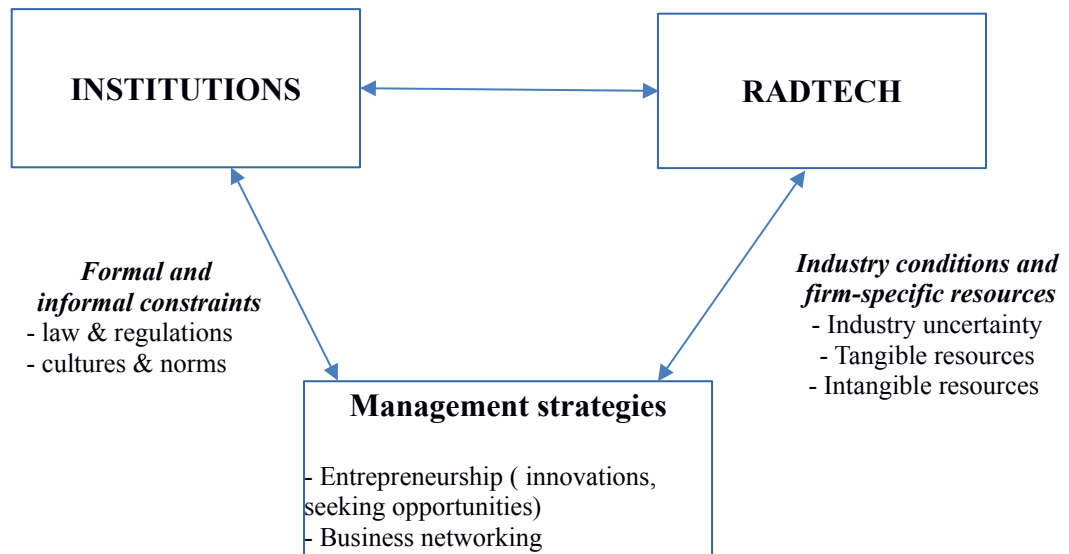 INSTITUTIONS
RADTECH
Formal and
informal constraints
- law & regulations
- cultures & norms
Industry conditions and
firm-specific resources
- Industry uncertainty
- Tangible resources
- Intangible resources
Management strategies
- Entrepreneurship ( innovations,
seeking opportunities)
- Business networking